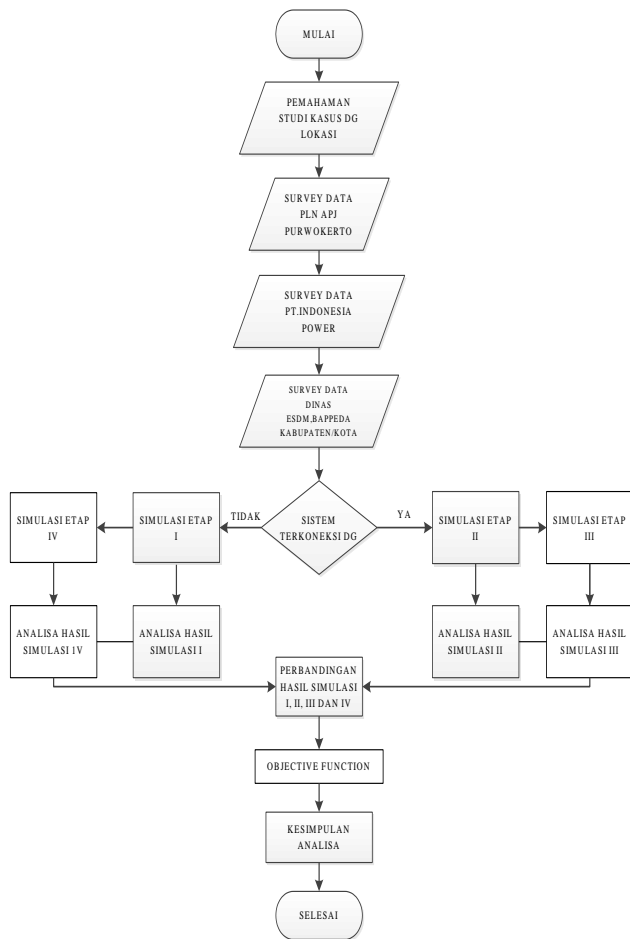 MULAI
PEMAHAMAN
STUDI KASUS DG
LOKASI
SURVEY DATA
PLN APJ
PURWOKERTO
SURVEY DATA
PT.INDONESIA
POWER
SURVEY DATA
DINAS
ESDM,BAPPEDA
KABUPATEN/KOTA
SISTEM
TERKONEKSI DG
TIDAK
YA
SIMULASI ETAP
IV
SIMULASI ETAP
I
SIMULASI ETAP
II
SIMULASI ETAP
III
ANALISA HASIL
SIMULASI 1V
ANALISA HASIL
SIMULASI I
ANALISA HASIL
SIMULASI II
ANALISA HASIL
SIMULASI III
PERBANDINGAN
HASIL SIMULASI
I, II, III DAN IV
OBJECTIVE FUNCTION
KESIMPULAN
ANALISA
SELESAI